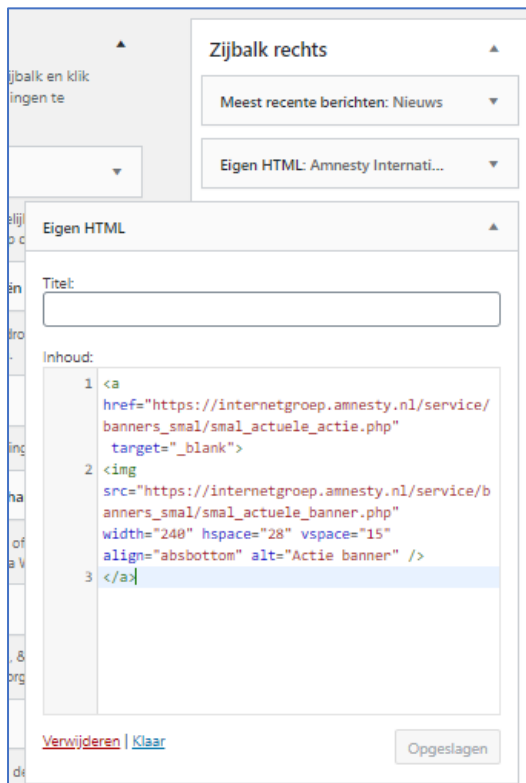 Zijbalk rechts
ijbalk en klik
ingen te
Meest recente berichten: Nieuws
Eigen HTML: Amnesty Internati...
Eigen HTML
Titel:
Inhoud:
1 <a
href="https://internetgroep.amnesty.nl/service/
banners_smal/smal_actuele_actie.php"
target="_blank">
2 <img
src="https://internetgroep.amnesty.nl/service/b
anners_smal/smal_actuele_banner.php"
width="240" hspace="28" vspace="15"
align="absbottom" alt="Actie banner" />
3 </a>
Verwijderen | Klaar
Opgeslagen